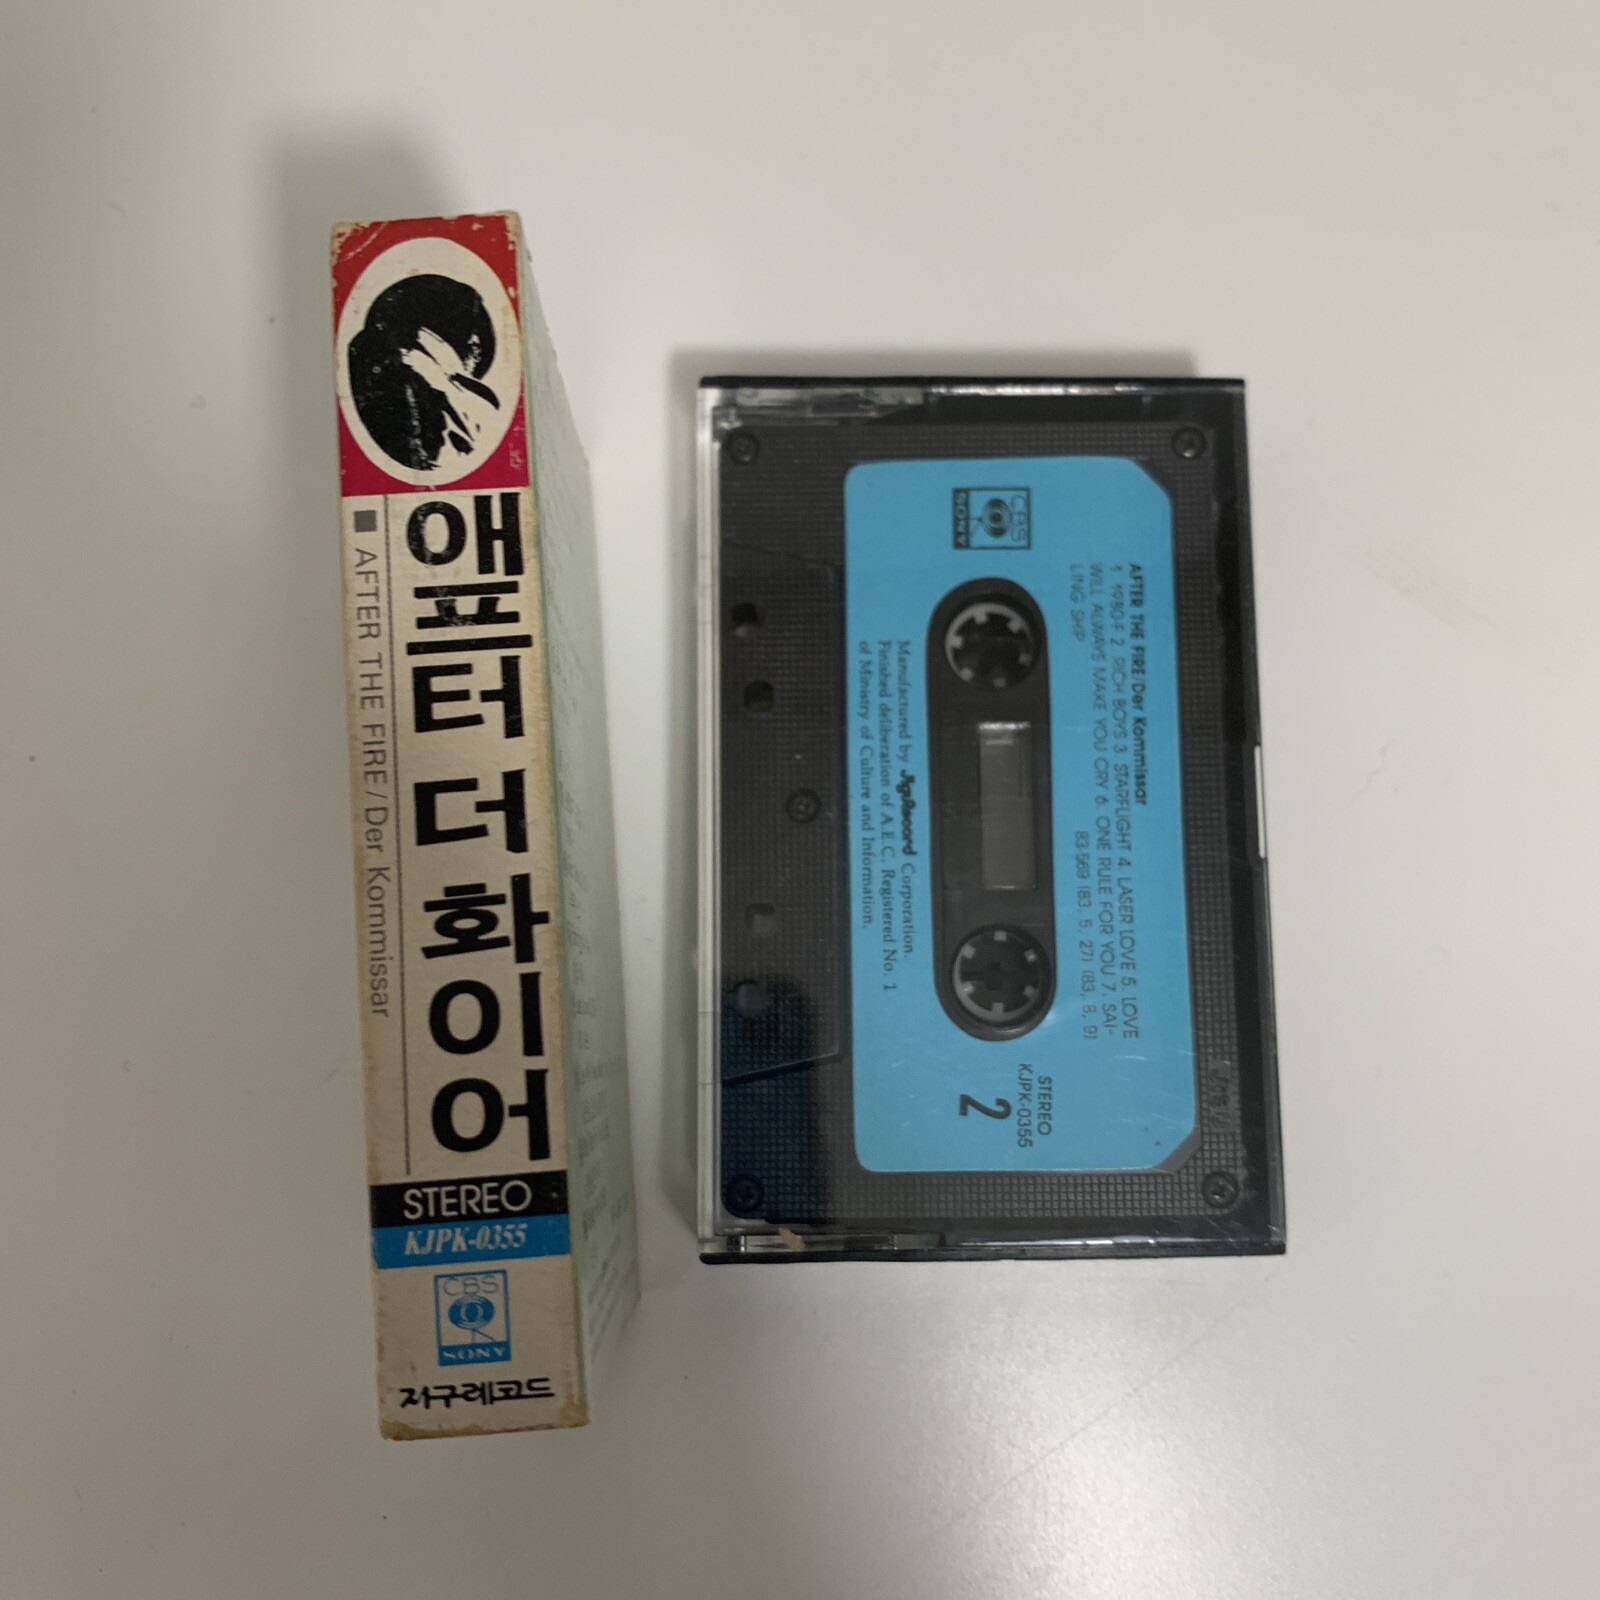 앺터 더 화이어
■ AFTER THE FIRE/Der Kommissar
STEREO
KJPK-0355
CBS
SONY
지구레코드
CBS
SONY
AFTER THE FIRE/Der Kommissar
1. 1980-F 2. RICH BOYS 3. STARFLIGHT 4. LASER LOVE 5. LOVE
WILL ALWAYS MAKE YOU CRY 6. ONE RULE FOR YOU 7. SAI-
LING SHIP
83-569 (83. 5. 27) (83. 8. 9)
STEREO
KJPK-0355
2
Manufactured by JiguRecord Corporation.
Finished deliberation of A.E.C. Registered No. 1
of Ministry of Culture and Information.